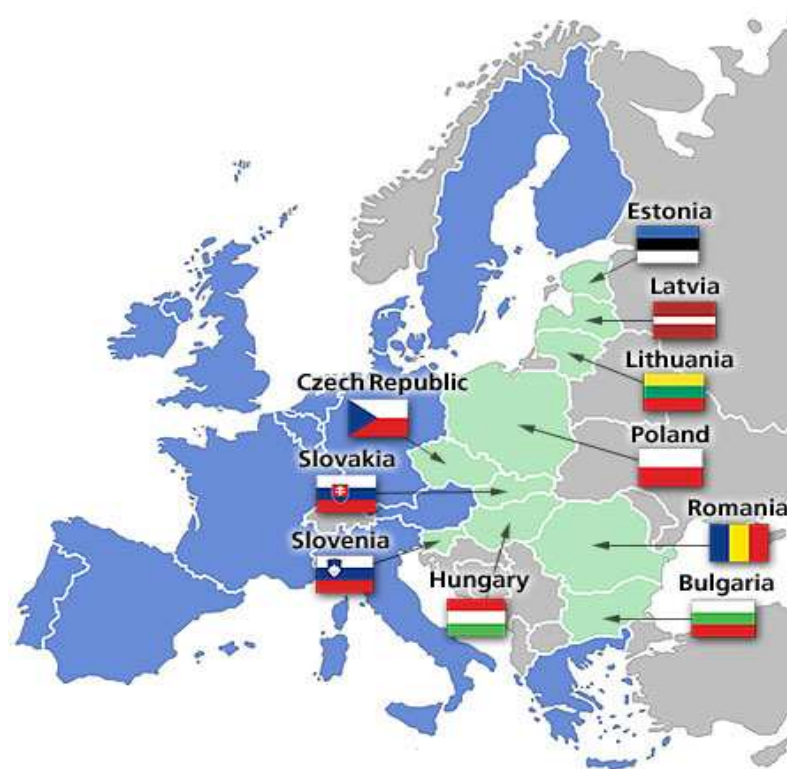 Estonia
Latvia
Lithuania
Czech Republic
Poland
Slovakia
Romania
Slovenia
Hungary
Bulgaria